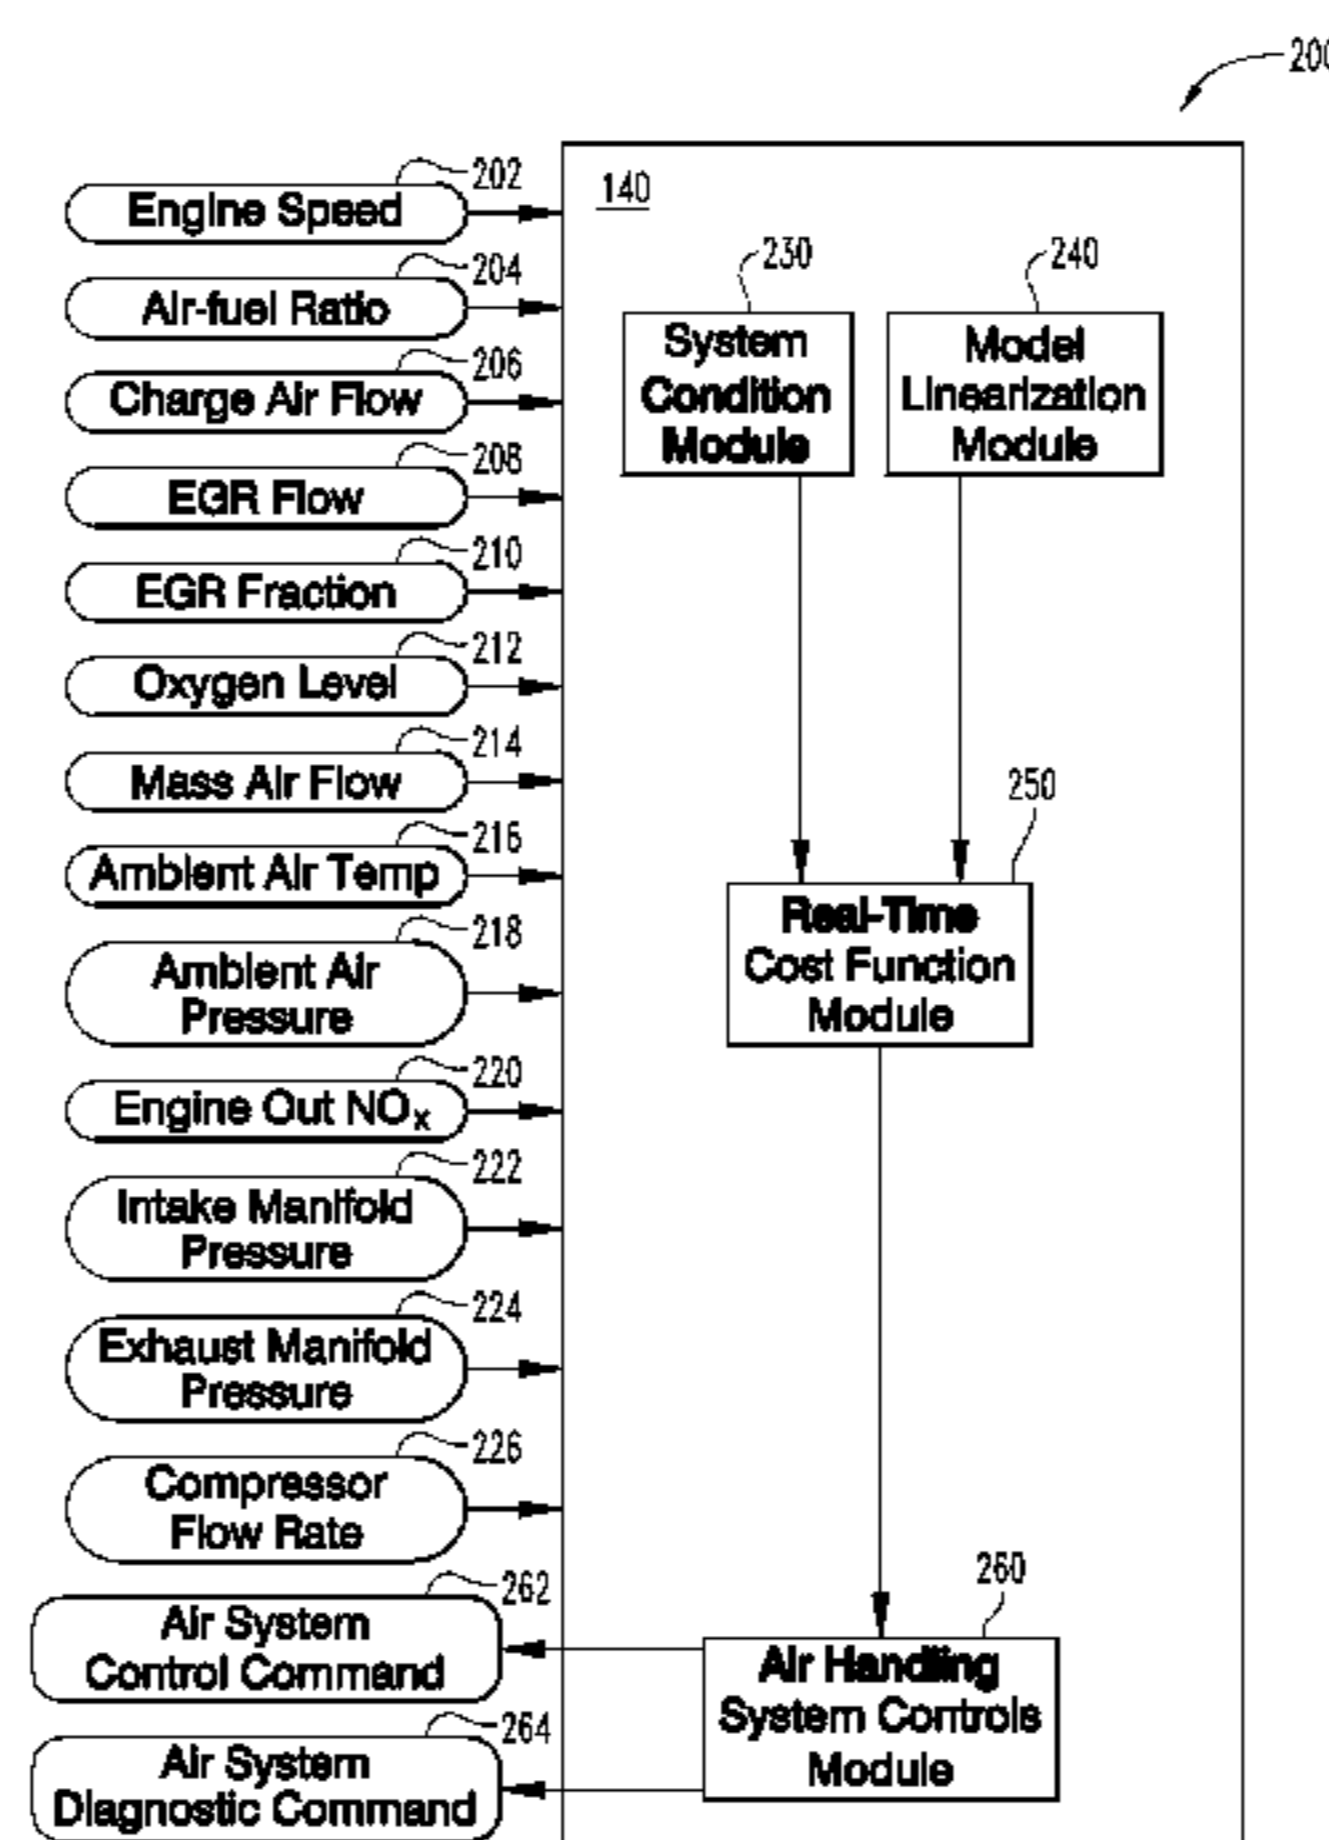 200
140
202
Engine Speed
204
Air-fuel Ratio
206
Charge Air Flow
208
EGR Flow
210
EGR Fraction
212
Oxygen Level
214
Mass Air Flow
216
Ambient Air Temp
218
Ambient Air
Pressure
220
Engine Out NOx
222
Intake Manifold
Pressure
224
Exhaust Manifold
Pressure
226
Compressor
Flow Rate
262
Air System
Control Command
264
Air System
Diagnostic Command
230
System
Condition
Module
240
Model
Linearization
Module
250
Real-Time
Cost Function
Module
260
Air Handling
System Controls
Module